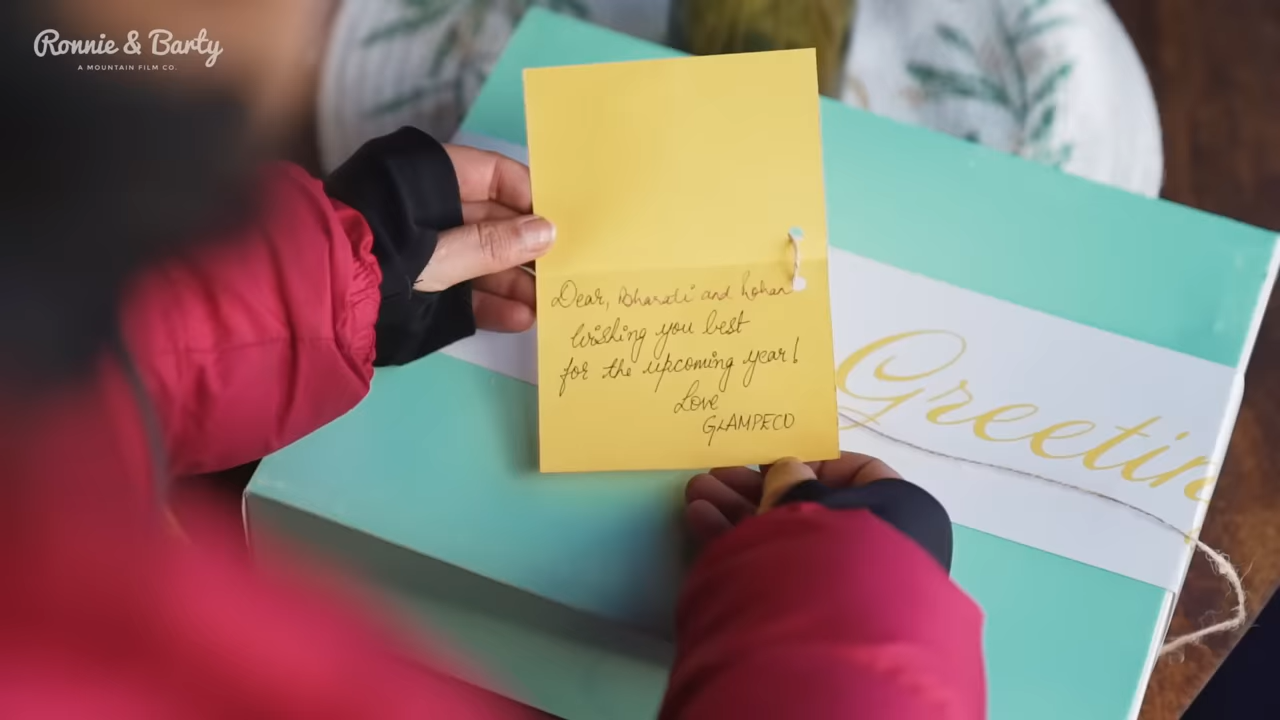 Ronnie & Barty
A MOUNTAIN FILM CO.
Dear, Bharati and Rohan
Wishing you best
for the upcoming year!
Love
GLAMPECO
Greetin